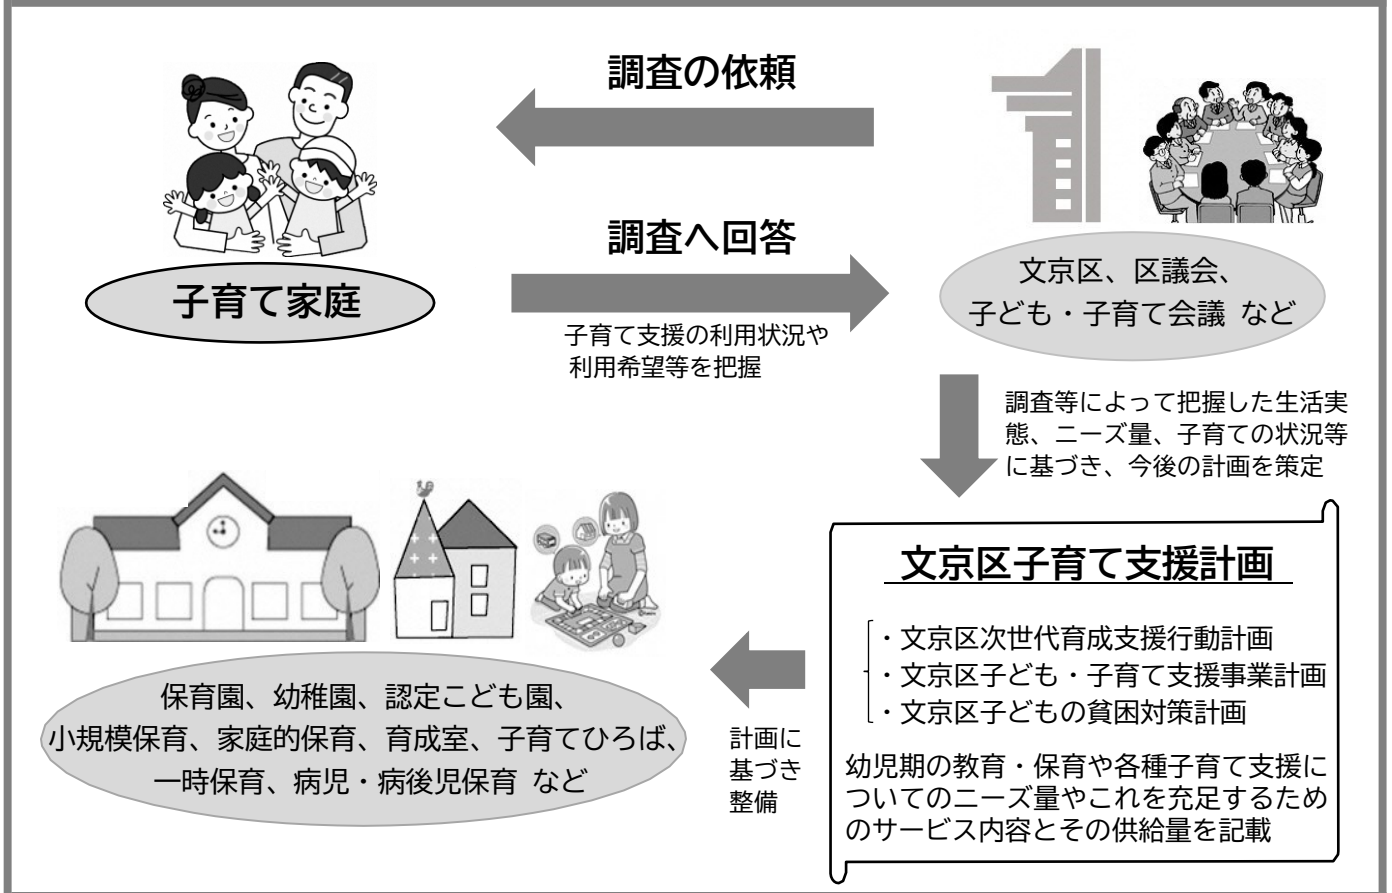 調査の依頼
子育て家庭
調査へ回答
子育て支援の利用状況や
利用希望等を把握
文京区、区議会、
子ども・子育て会議 など
調査等によって把握した生活実
態、ニーズ量、子育ての状況等
に基づき、今後の計画を策定
文京区子育て支援計画
・文京区次世代育成支援行動計画
・文京区子ども・子育て支援事業計画
・文京区子どもの貧困対策計画
幼児期の教育・保育や各種子育て支援に
ついてのニーズ量やこれを充足するため
のサービス内容とその供給量を記載
計画に
基づき
整備
保育園、幼稚園、認定こども園、
小規模保育、家庭的保育、育成室、子育てひろば、
一時保育、病児・病後児保育 など